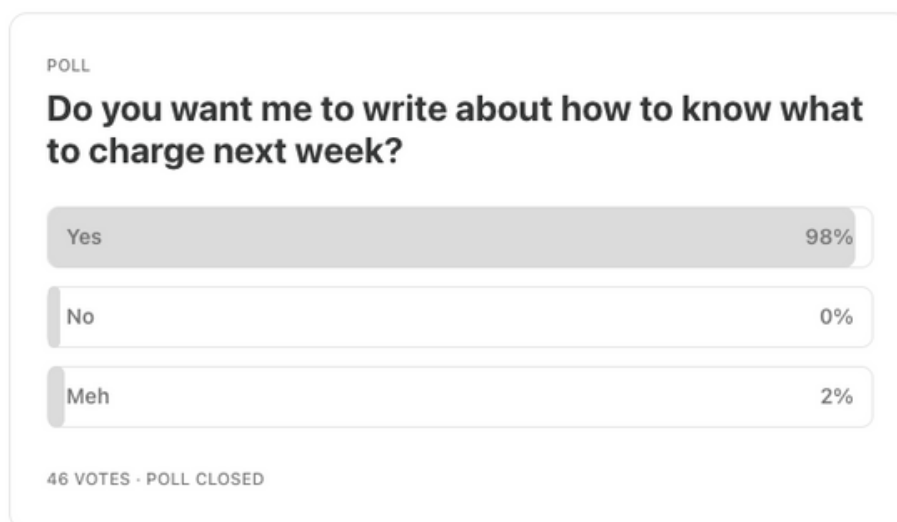 POLL
Do you want me to write about how to know what
to charge next week?
Yes 98%
No 0%
Meh 2%
46 VOTES · POLL CLOSED